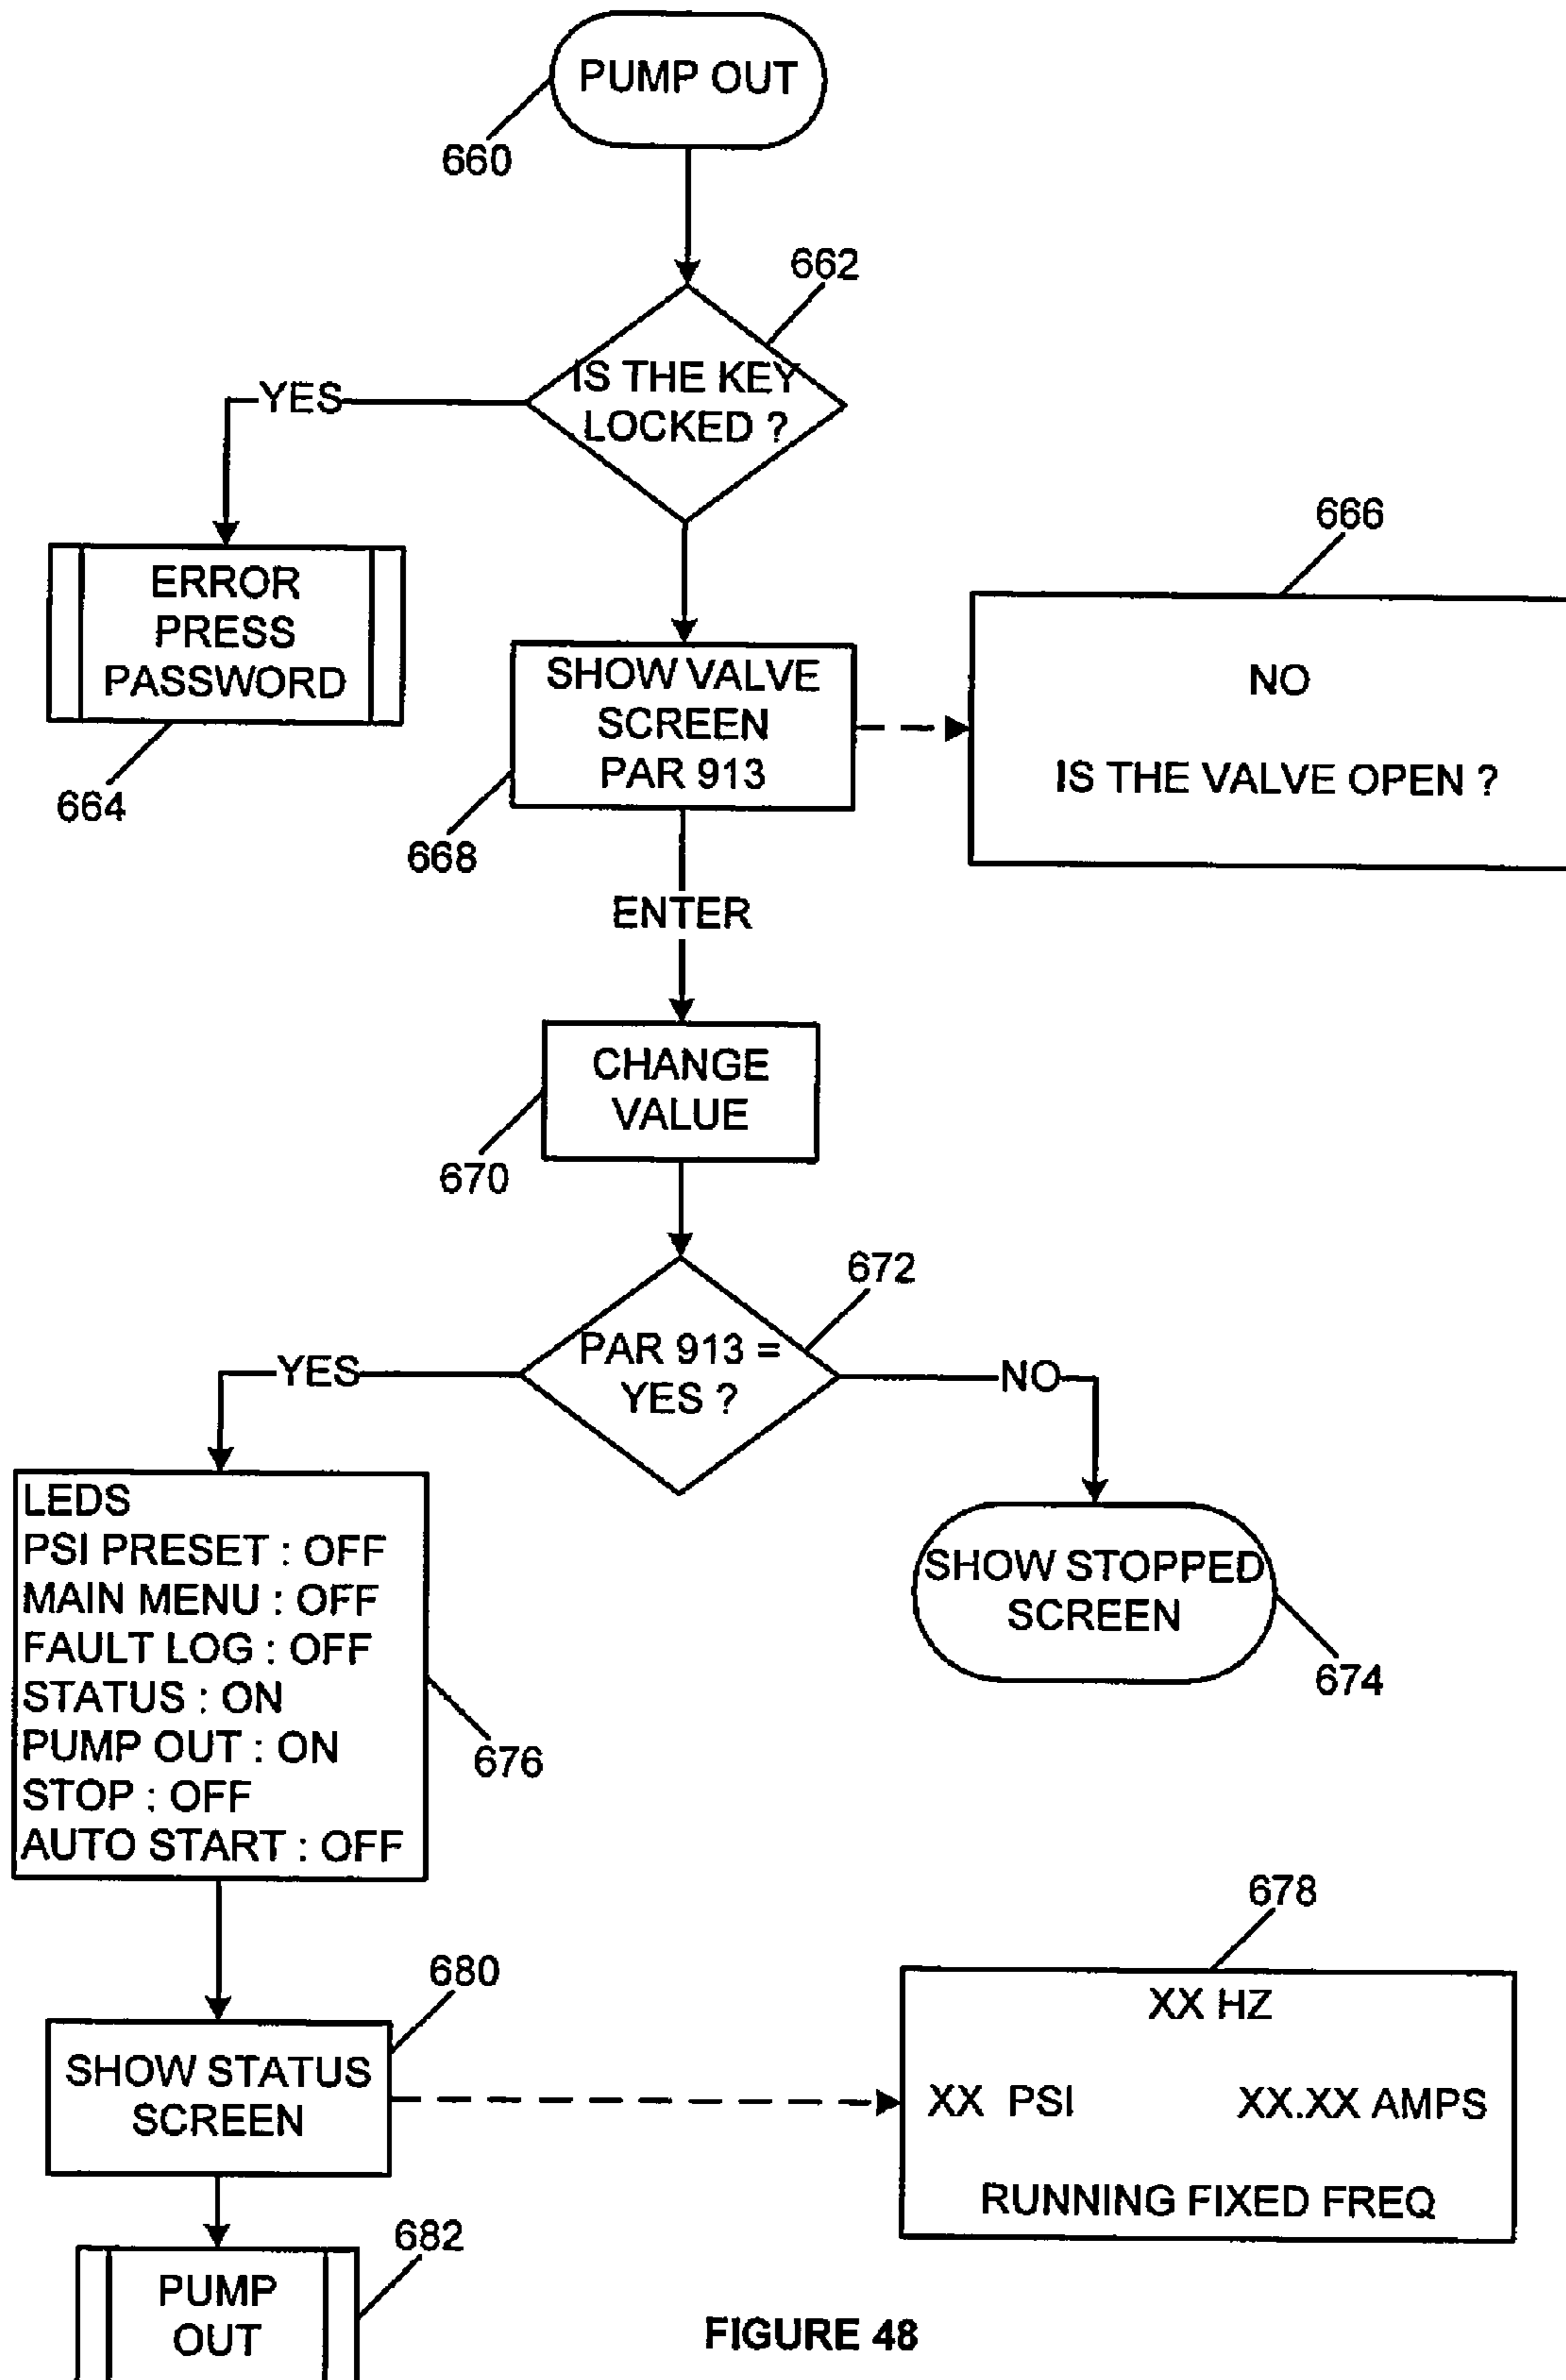 PUMP OUT
660
662
IS THE KEY
LOCKED ?
YES
666
ERROR
PRESS
PASSWORD
664
SHOW VALVE
SCREEN
PAR 913
668
NO
IS THE VALVE OPEN ?
ENTER
CHANGE
VALUE
670
672
PAR 913 =
YES ?
YES
NO
LEDS
PSI PRESET : OFF
MAIN MENU : OFF
FAULT LOG : OFF
STATUS : ON
PUMP OUT : ON
STOP : OFF
AUTO START : OFF
676
SHOW STOPPED
SCREEN
674
678
680
XX HZ
SHOW STATUS
SCREEN
XX PSI
XX.XX AMPS
RUNNING FIXED FREQ
682
PUMP
OUT
FIGURE 48